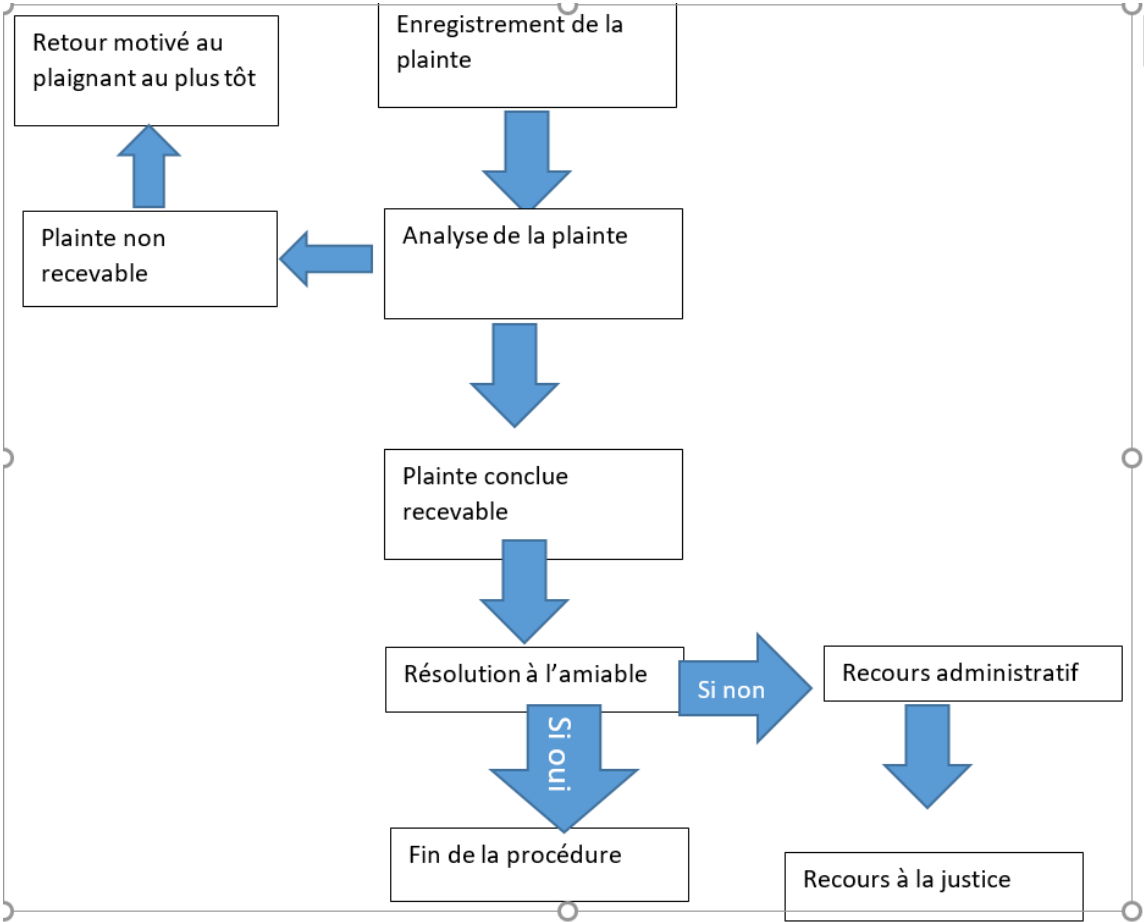 Retour motivé au
plaignant au plus tôt
Enregistrement de la
plainte
Plainte non
recevable
Analyse de la plainte
Plainte conclue
recevable
Résolution à l’amiable
Si non
Recours administratif
Si oui
Fin de la procédure
Recours à la justice